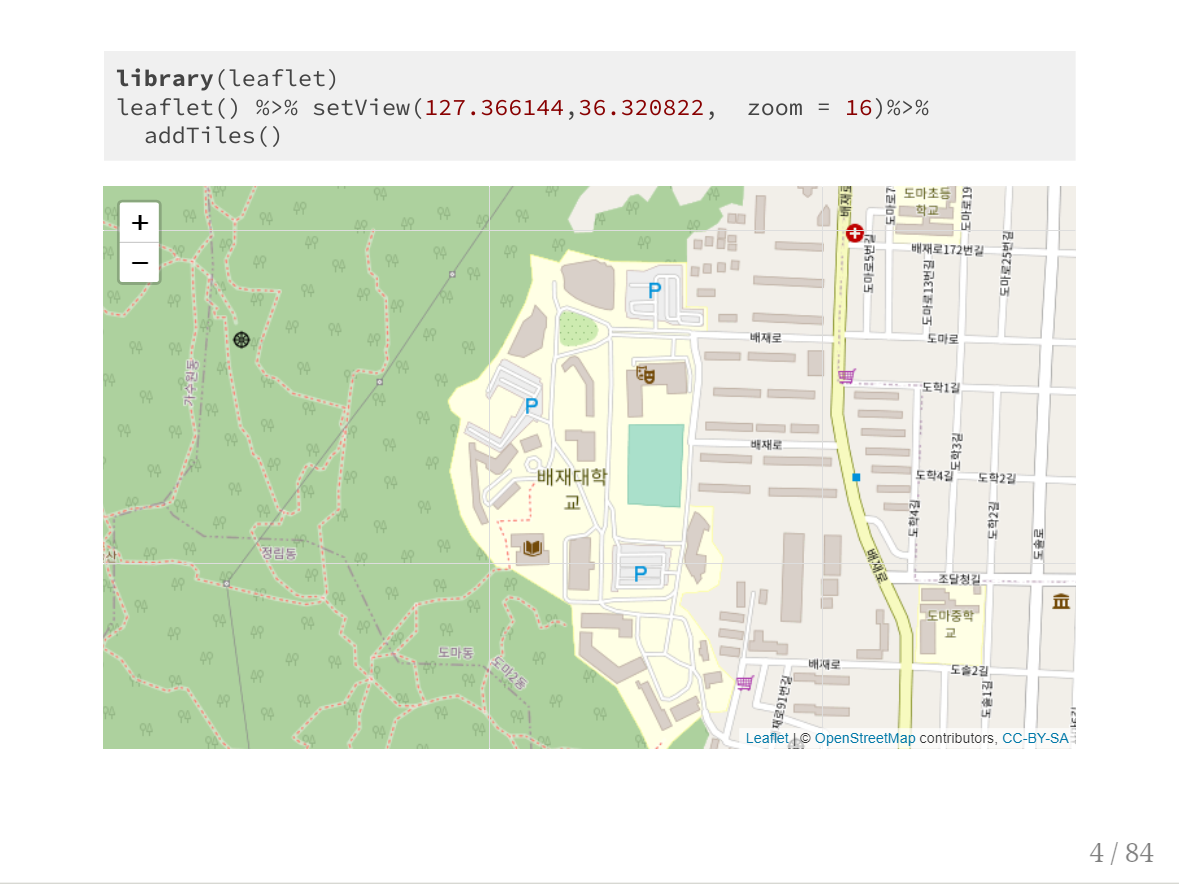 library(leaflet)
leaflet() %>% setView(127.366144,36.320822,  zoom = 16)%>%
  addTiles()
+
−
배재로
도마로7
도마초등
학교
도마로19
도마로5번길
배재로172번길
도마로25번길
도마로13번길
P
배재로
도마로
가수원동
도학1길
P
배재로
도학3길
배재대학
교
도학4길
도학2길
도학4길
도학2길
도솔로
산
정림동
배재로
P
조달청길
도마중학
교
도마동
도마2동
배재로
도솔2길
재로91번길
도솔1길
Leaflet | © OpenStreetMap contributors, CC-BY-SA
4 / 84